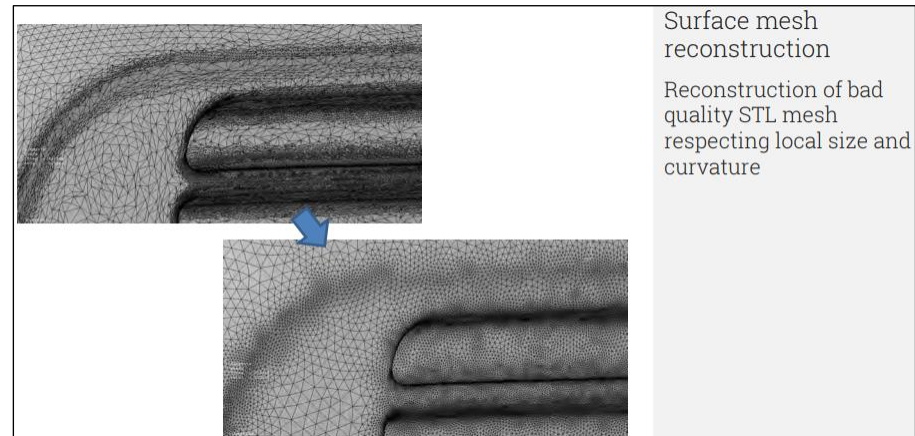 Surface mesh
reconstruction
Reconstruction of bad
quality STL mesh
respecting local size and
curvature